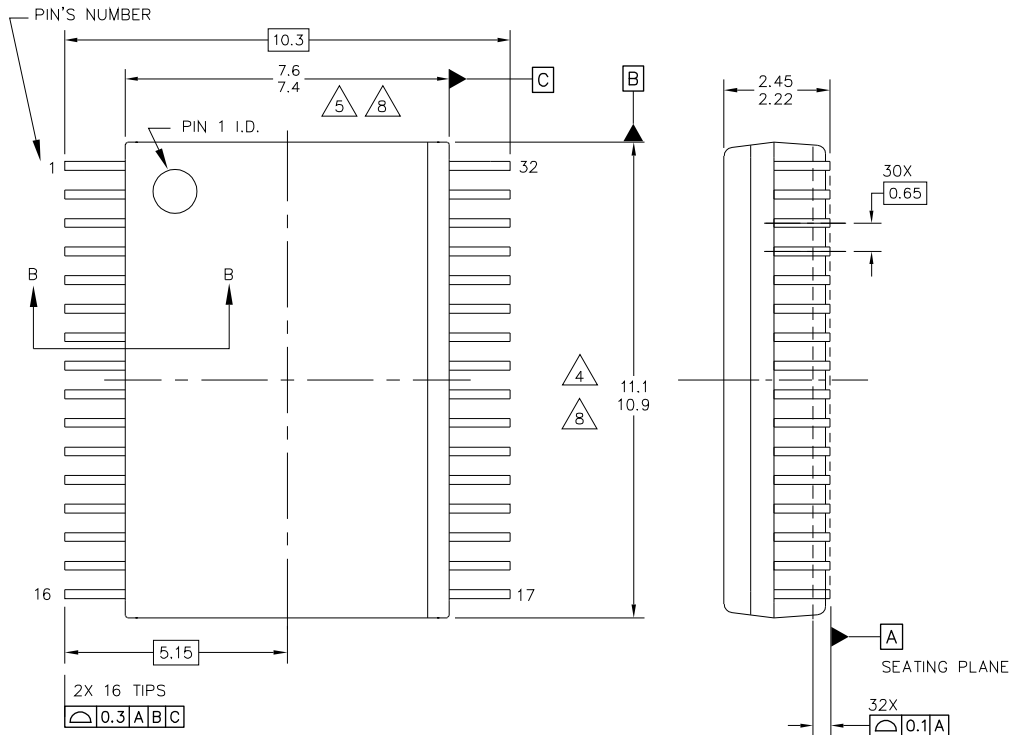 PIN'S NUMBER
10.3
7.6
7.4
5
8
C
B
2.45
2.22
PIN 1 I.D.
1
32
30X
0.65
B
B
4
8
11.1
10.9
16
17
5.15
A
SEATING PLANE
2X 16 TIPS
0.3 A B C
32X
0.1 A